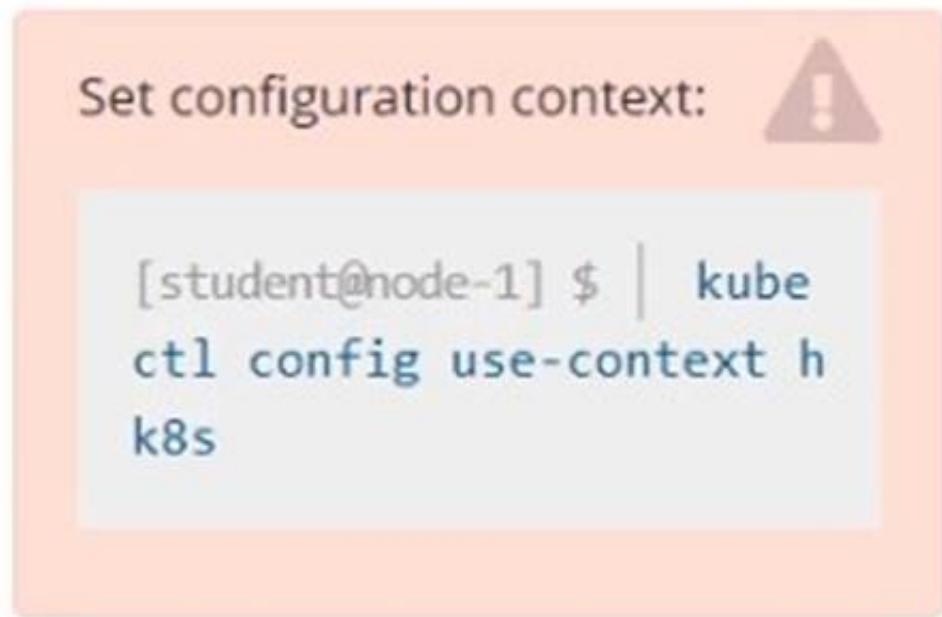 Set configuration context:
[student@node-1] $ | kube
ctl config use-context h
k8s